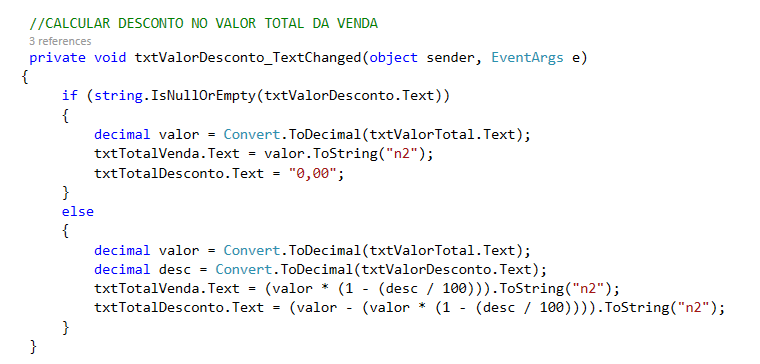 //CALCULAR DESCONTO NO VALOR TOTAL DA VENDA
3 references
private void txtValorDesconto_TextChanged(object sender, EventArgs e)
{
if (string.IsNullOrEmpty(txtValorDesconto.Text))
{
decimal valor = Convert.ToDecimal(txtValorTotal.Text);
txtTotalVenda.Text = valor.ToString("n2");
txtTotalDesconto.Text = "0,00";
}
else
{
decimal valor = Convert.ToDecimal(txtValorTotal.Text);
decimal desc = Convert.ToDecimal(txtValorDesconto.Text);
txtTotalVenda.Text = (valor * (1 - (desc / 100))).ToString("n2");
txtTotalDesconto.Text = (valor - (valor * (1 - (desc / 100)))).ToString("n2");
}
}